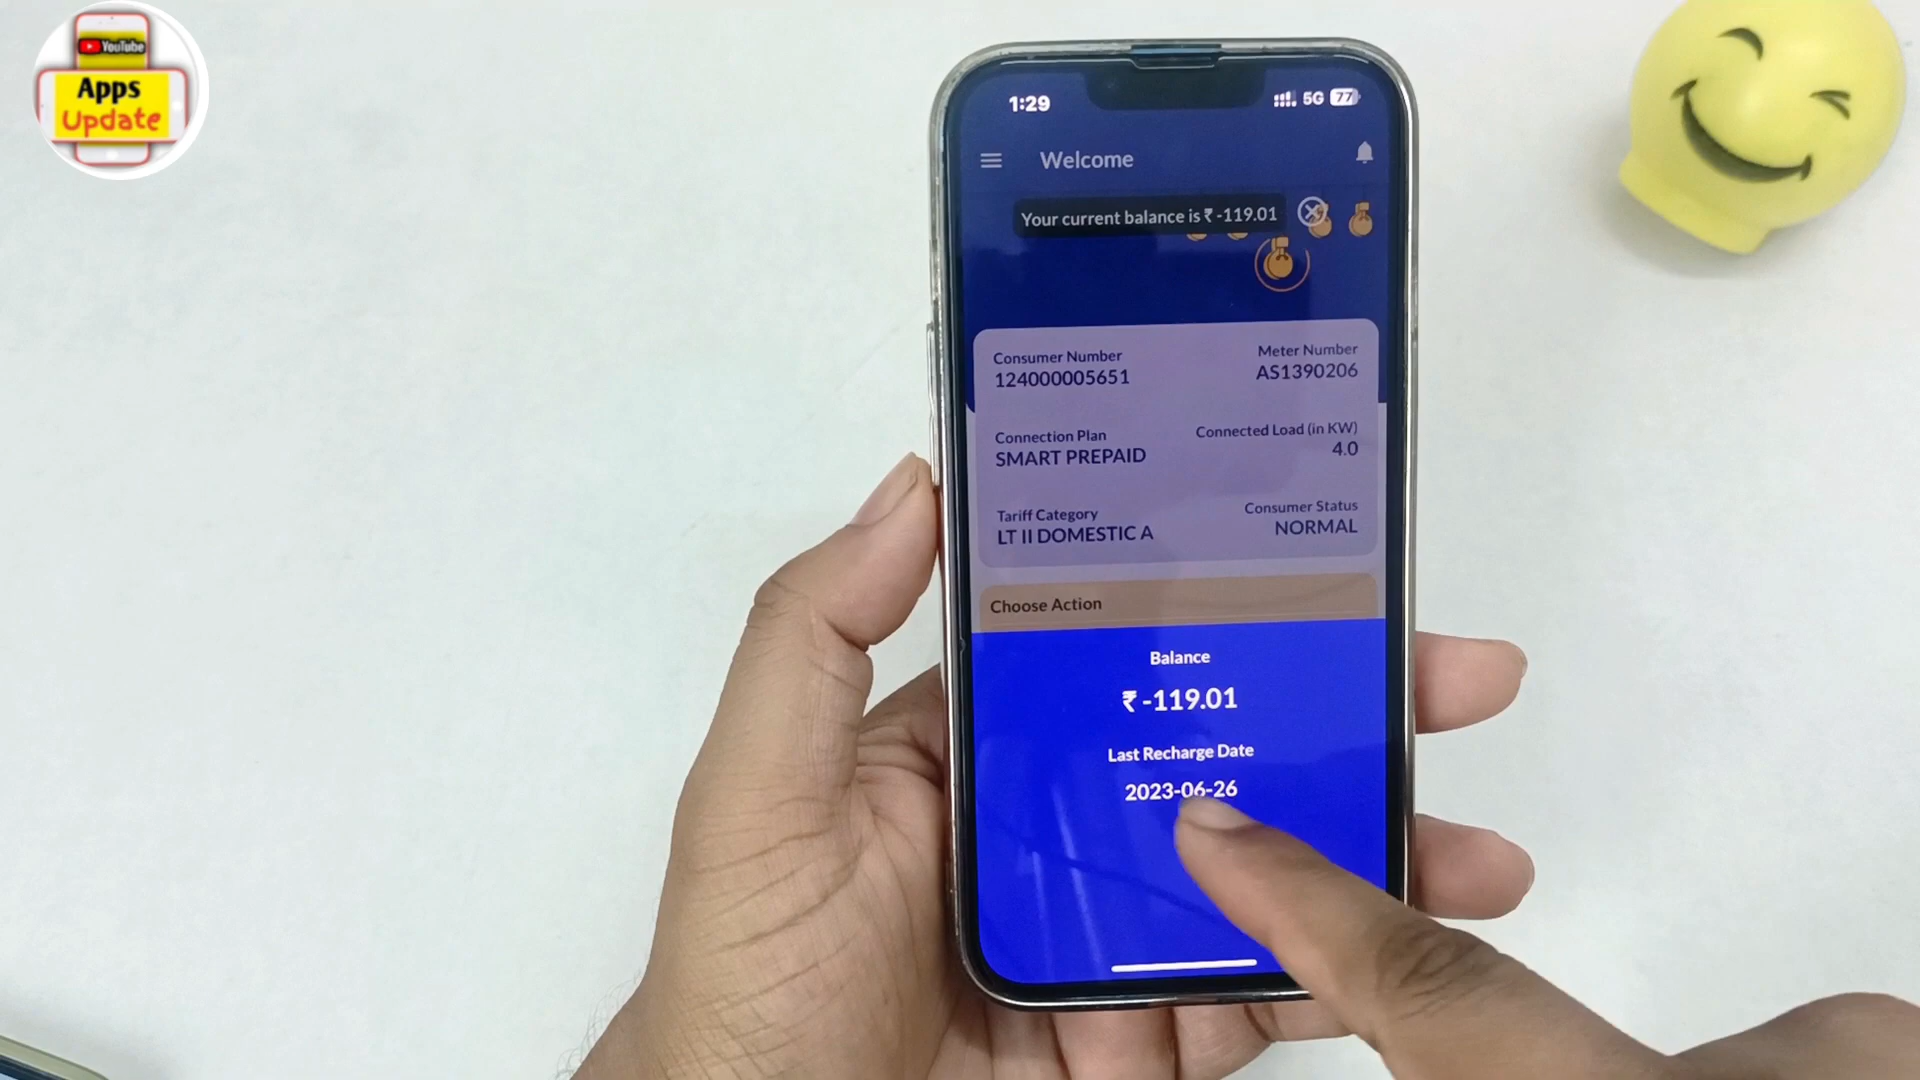 YouTube
Apps
Update
1:29
5G 77
Welcome
Your current balance is ₹ -119.01
Consumer Number
124000005651
Meter Number
AS1390206
Connection Plan
SMART PREPAID
Connected Load (in KW)
4.0
Tariff Category
LT II DOMESTIC A
Consumer Status
NORMAL
Choose Action
Balance
₹ -119.01
Last Recharge Date
2023-06-26